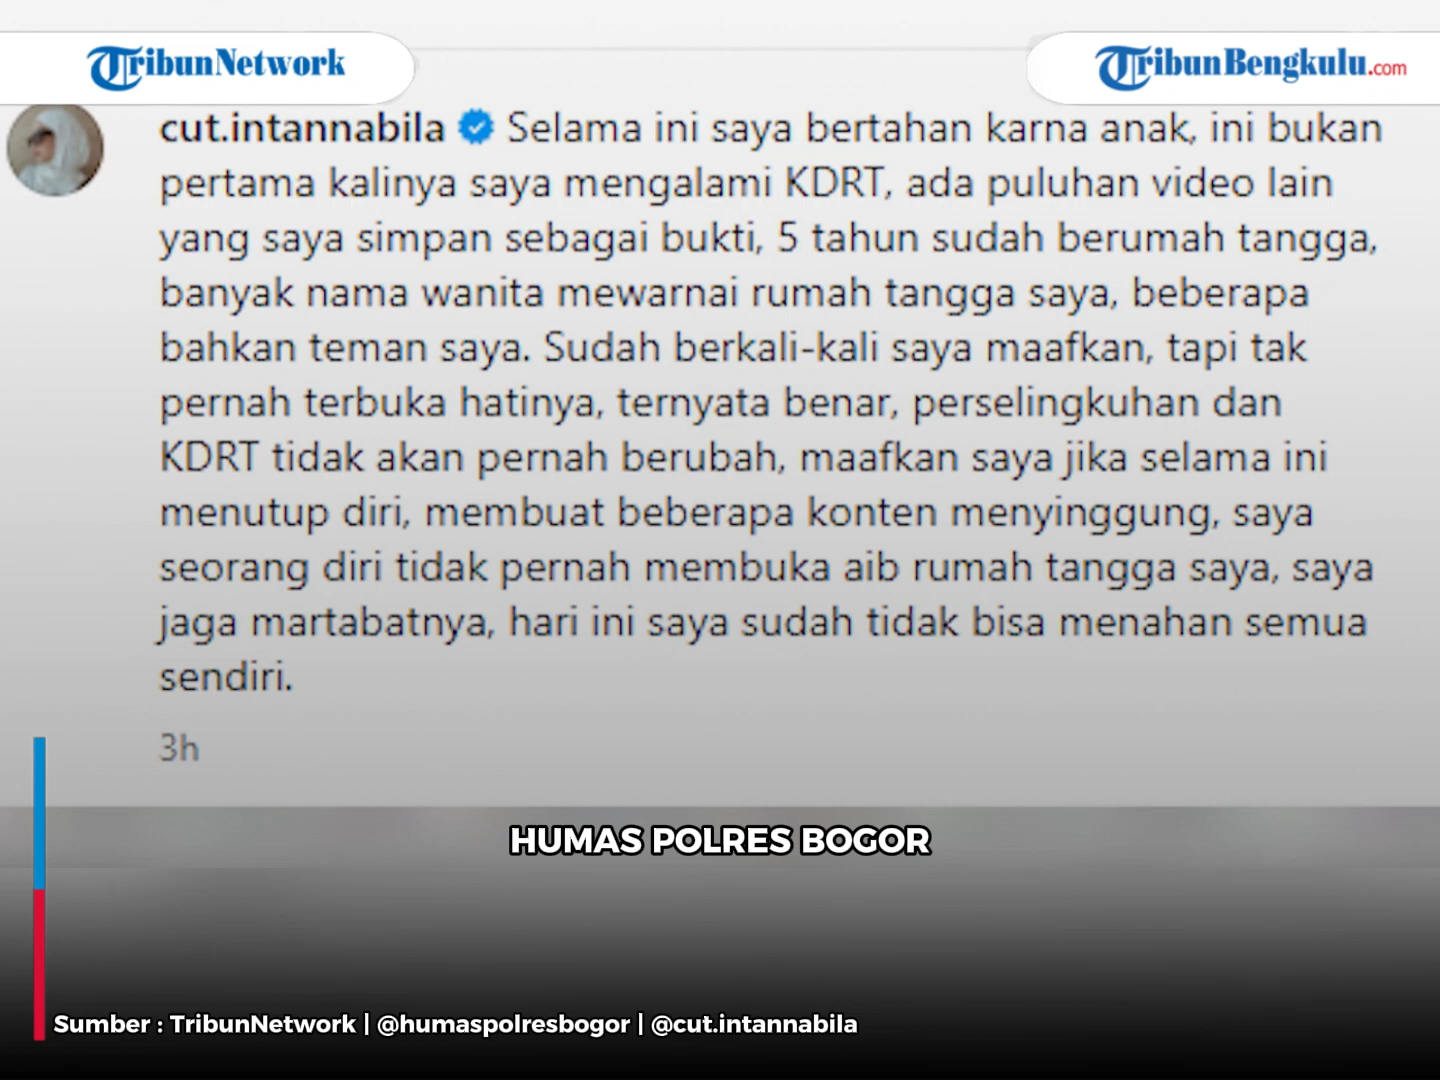 TribunNetwork
TribunBengkulu.com
cut.intannabila Selama ini saya bertahan karna anak, ini bukan
pertama kalinya saya mengalami KDRT, ada puluhan video lain
yang saya simpan sebagai bukti, 5 tahun sudah berumah tangga,
banyak nama wanita mewarnai rumah tangga saya, beberapa
bahkan teman saya. Sudah berkali-kali saya maafkan, tapi tak
pernah terbuka hatinya, ternyata benar, perselingkuhan dan
KDRT tidak akan pernah berubah, maafkan saya jika selama ini
menutup diri, membuat beberapa konten menyinggung, saya
seorang diri tidak pernah membuka aib rumah tangga saya, saya
jaga martabatnya, hari ini saya sudah tidak bisa menahan semua
sendiri.
3h
HUMAS POLRES BOGOR
Sumber : TribunNetwork | @humaspolresbogor | @cut.intannabila